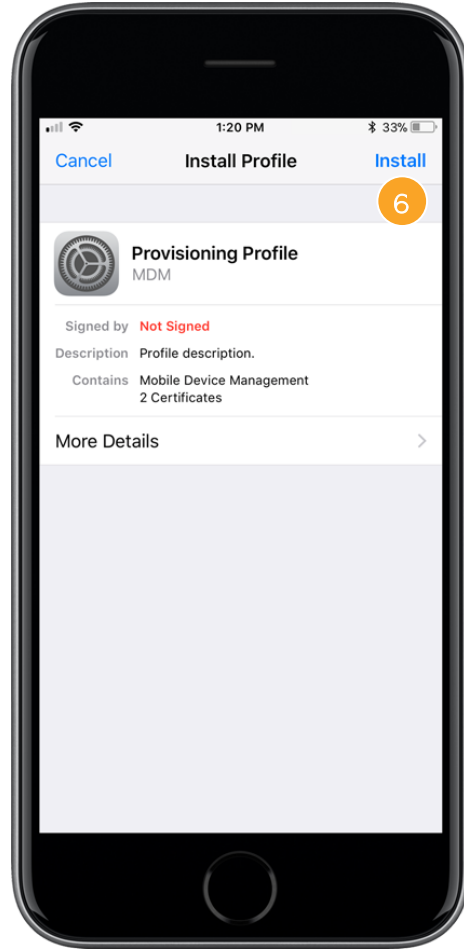 1:20 PM 33%
Cancel Install Profile Install
6
Provisioning Profile
MDM
Signed by Not Signed
Description Profile description.
Contains Mobile Device Management
2 Certificates
More Details